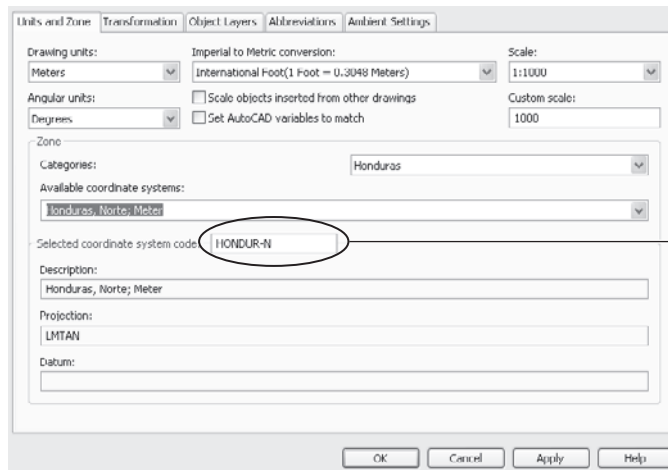 Units and Zone Transformation Object Layers Abbreviations Ambient Settings
Drawing units: Imperial to Metric conversion: Scale:
Meters International Foot(1 Foot = 0.3048 Meters) 1:1000
Angular units: Scale objects inserted from other drawings Custom scale:
Degrees Set AutoCAD variables to match 1000
Zone
Categories: Honduras
Available coordinate systems:
Honduras, Norte; Meter
Selected coordinate system code: HONDUR-N
Description:
Honduras, Norte; Meter
Projection:
LMTAN
Datum:
OK Cancel Apply Help